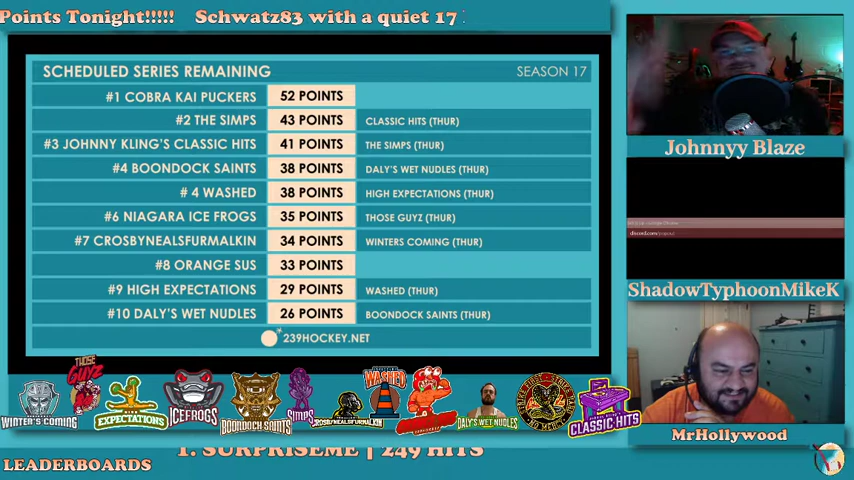 Points Tonight!!!!! Schwatz83 with a quiet 17
SCHEDULED SERIES REMAINING SEASON 17
#1 COBRA KAI PUCKERS 52 POINTS
#2 THE SIMPS 43 POINTS CLASSIC HITS (THUR)
#3 JOHNNY KLING'S CLASSIC HITS 41 POINTS THE SIMPS (THUR)
#4 BOONDOCK SAINTS 38 POINTS DALY'S WET NUDLES (THUR)
# 4 WASHED 38 POINTS HIGH EXPECTATIONS (THUR)
#6 NIAGARA ICE FROGS 35 POINTS THOSE GUYZ (THUR)
#7 CROSBYNEALSFURMALKIN 34 POINTS WINTERS COMING (THUR)
#8 ORANGE SUS 33 POINTS
#9 HIGH EXPECTATIONS 29 POINTS WASHED (THUR)
#10 DALY'S WET NUDLES 26 POINTS BOONDOCK SAINTS (THUR)
239HOCKEY.NET
Johnnyy Blaze
ShadowTyphoonMikeK
MrHollywood
THOSE GUYZ
WINTER'S COMING
EXPECTATIONS
ICEFROGS
BOONDOCK SAINTS
SIMPS
CROSBYNEALSFURMALKIN
WASHED
DALY'S WET NUDLES
CLASSIC HITS
LEADERBOARDS
1. SURPRISEME | 249 HITS